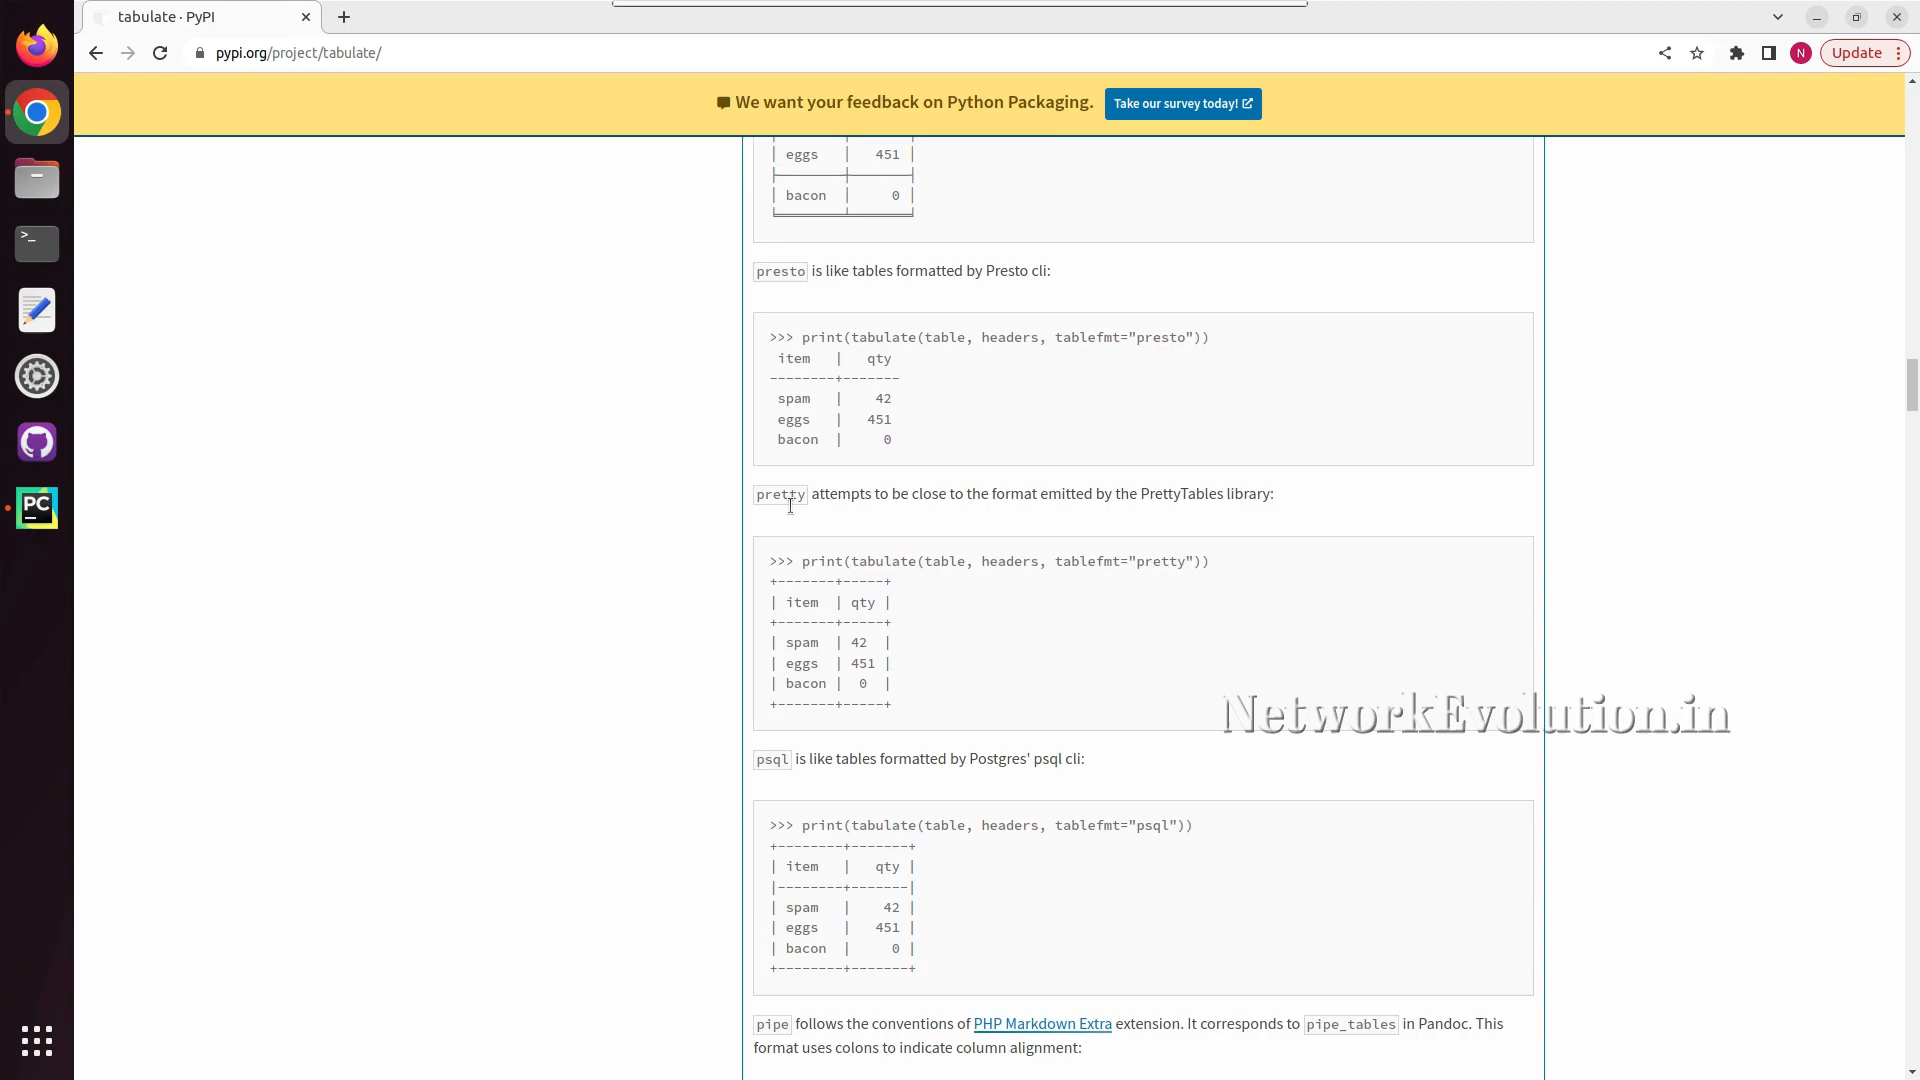 tabulate · PyPI
pypi.org/project/tabulate/
N
Update
We want your feedback on Python Packaging. Take our survey today!
| eggs   |    451 |
├────────┼────────┤
| bacon  |      0 |
╘════════╧════════╛
presto is like tables formatted by Presto cli:
>>> print(tabulate(table, headers, tablefmt="presto"))
 item   |   qty
--------+-------
 spam   |    42
 eggs   |   451
 bacon  |     0
pretty attempts to be close to the format emitted by the PrettyTables library:
>>> print(tabulate(table, headers, tablefmt="pretty"))
+-------+-----+
| item  | qty |
+-------+-----+
| spam  | 42  |
| eggs  | 451 |
| bacon |  0  |
+-------+-----+
NetworkEvolution.in
psql is like tables formatted by Postgres' psql cli:
>>> print(tabulate(table, headers, tablefmt="psql"))
+--------+-------+
| item   |   qty |
|--------+-------|
| spam   |    42 |
| eggs   |   451 |
| bacon  |     0 |
+--------+-------+
pipe follows the conventions of PHP Markdown Extra extension. It corresponds to pipe_tables in Pandoc. This
format uses colons to indicate column alignment:
>_
PC